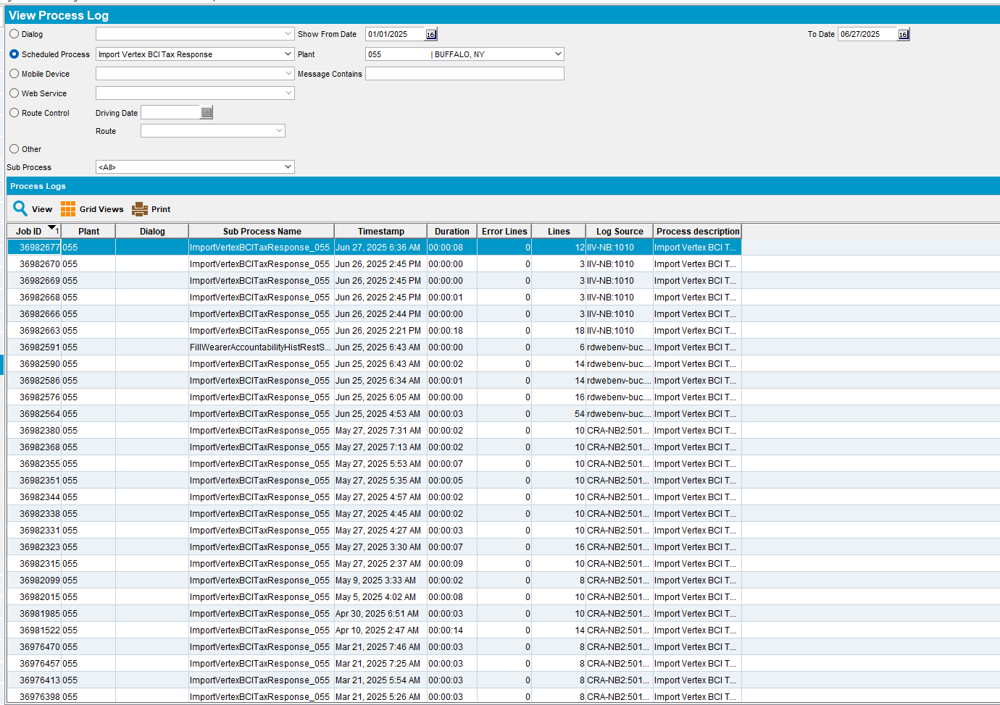 View Process Log
Dialog Show From Date 01/01/2025 16 To Date 06/27/2025 16
Scheduled Process Import Vertex BCI Tax Response Plant 055 | BUFFALO, NY
Mobile Device Message Contains
Web Service
Route Control Driving Date 16
Route
Other
Sub Process <All>
Process Logs
View Grid Views Print
Job ID 1 Plant Dialog Sub Process Name Timestamp Duration Error Lines Lines Log Source Process description
36982677 055 ImportVertexBCITaxResponse_055 Jun 27, 2025 6:36 AM 00:00:08 0 12 IIV-NB:1010 Import Vertex BCI T...
36982670 055 ImportVertexBCITaxResponse_055 Jun 26, 2025 2:45 PM 00:00:00 0 3 IIV-NB:1010 Import Vertex BCI T...
36982669 055 ImportVertexBCITaxResponse_055 Jun 26, 2025 2:45 PM 00:00:00 0 3 IIV-NB:1010 Import Vertex BCI T...
36982668 055 ImportVertexBCITaxResponse_055 Jun 26, 2025 2:45 PM 00:00:01 0 3 IIV-NB:1010 Import Vertex BCI T...
36982666 055 ImportVertexBCITaxResponse_055 Jun 26, 2025 2:44 PM 00:00:00 0 3 IIV-NB:1010 Import Vertex BCI T...
36982663 055 ImportVertexBCITaxResponse_055 Jun 26, 2025 2:21 PM 00:00:18 0 18 IIV-NB:1010 Import Vertex BCI T...
36982591 055 FillWearerAccountabilityHistRestS... Jun 25, 2025 6:43 AM 00:00:00 0 6 rdwebenv-buc.... Import Vertex BCI T...
36982590 055 ImportVertexBCITaxResponse_055 Jun 25, 2025 6:43 AM 00:00:02 0 14 rdwebenv-buc.... Import Vertex BCI T...
36982586 055 ImportVertexBCITaxResponse_055 Jun 25, 2025 6:34 AM 00:00:01 0 14 rdwebenv-buc.... Import Vertex BCI T...
36982576 055 ImportVertexBCITaxResponse_055 Jun 25, 2025 6:05 AM 00:00:00 0 16 rdwebenv-buc.... Import Vertex BCI T...
36982564 055 ImportVertexBCITaxResponse_055 Jun 25, 2025 4:53 AM 00:00:03 0 54 rdwebenv-buc.... Import Vertex BCI T...
36982380 055 ImportVertexBCITaxResponse_055 May 27, 2025 7:31 AM 00:00:02 0 10 CRA-NB2:501... Import Vertex BCI T...
36982368 055 ImportVertexBCITaxResponse_055 May 27, 2025 7:13 AM 00:00:02 0 10 CRA-NB2:501... Import Vertex BCI T...
36982355 055 ImportVertexBCITaxResponse_055 May 27, 2025 5:53 AM 00:00:07 0 10 CRA-NB2:501... Import Vertex BCI T...
36982351 055 ImportVertexBCITaxResponse_055 May 27, 2025 5:35 AM 00:00:05 0 10 CRA-NB2:501... Import Vertex BCI T...
36982344 055 ImportVertexBCITaxResponse_055 May 27, 2025 4:57 AM 00:00:02 0 10 CRA-NB2:501... Import Vertex BCI T...
36982338 055 ImportVertexBCITaxResponse_055 May 27, 2025 4:45 AM 00:00:02 0 10 CRA-NB2:501... Import Vertex BCI T...
36982331 055 ImportVertexBCITaxResponse_055 May 27, 2025 4:27 AM 00:00:03 0 10 CRA-NB2:501... Import Vertex BCI T...
36982323 055 ImportVertexBCITaxResponse_055 May 27, 2025 3:30 AM 00:00:07 0 16 CRA-NB2:501... Import Vertex BCI T...
36982315 055 ImportVertexBCITaxResponse_055 May 27, 2025 2:37 AM 00:00:09 0 10 CRA-NB2:501... Import Vertex BCI T...
36982099 055 ImportVertexBCITaxResponse_055 May 9, 2025 3:33 AM 00:00:02 0 8 CRA-NB2:501... Import Vertex BCI T...
36982015 055 ImportVertexBCITaxResponse_055 May 5, 2025 4:02 AM 00:00:08 0 10 CRA-NB2:501... Import Vertex BCI T...
36981985 055 ImportVertexBCITaxResponse_055 Apr 30, 2025 6:51 AM 00:00:03 0 10 CRA-NB2:501... Import Vertex BCI T...
36981522 055 ImportVertexBCITaxResponse_055 Apr 10, 2025 2:47 AM 00:00:14 0 14 CRA-NB2:501... Import Vertex BCI T...
36976470 055 ImportVertexBCITaxResponse_055 Mar 21, 2025 7:46 AM 00:00:03 0 8 CRA-NB2:501... Import Vertex BCI T...
36976457 055 ImportVertexBCITaxResponse_055 Mar 21, 2025 7:25 AM 00:00:03 0 8 CRA-NB2:501... Import Vertex BCI T...
36976413 055 ImportVertexBCITaxResponse_055 Mar 21, 2025 5:54 AM 00:00:03 0 8 CRA-NB2:501... Import Vertex BCI T...
36976398 055 ImportVertexBCITaxResponse_055 Mar 21, 2025 5:26 AM 00:00:03 0 8 CRA-NB2:501... Import Vertex BCI T...